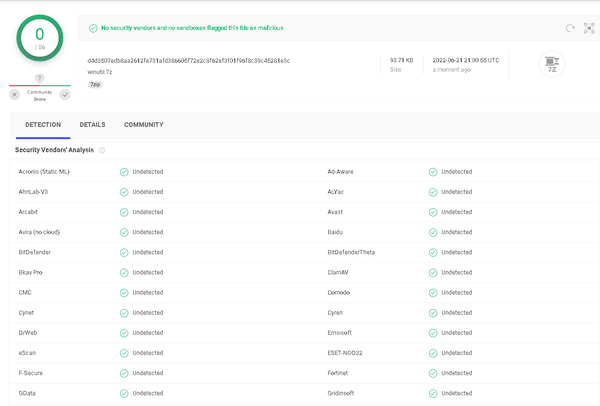 0
/ 56
?
Community
Score
No security vendors and no sandboxes flagged this file as malicious
winutil.7z
7zip
93.71 KB
Size
2022-06-21 21:00:55 UTC
a moment ago
7Z
DETECTION DETAILS COMMUNITY
Security Vendors' Analysis
Acronis (Static ML) Undetected Ad-Aware Undetected
AhnLab-V3 Undetected ALYac Undetected
Arcabit Undetected Avast Undetected
Avira (no cloud) Undetected Baidu Undetected
BitDefender Undetected BitDefenderTheta Undetected
Bkav Pro Undetected ClamAV Undetected
CMC Undetected Comodo Undetected
Cynet Undetected Cyren Undetected
DrWeb Undetected Emsisoft Undetected
eScan Undetected ESET-NOD32 Undetected
F-Secure Undetected Fortinet Undetected
GData Undetected Gridinsoft Undetected